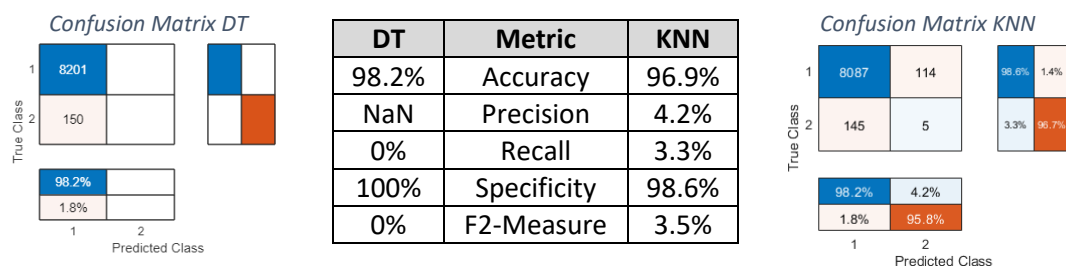 Confusion Matrix DT
1 8201
2 150
True Class
98.2%
1.8%
1 2
Predicted Class
DT Metric KNN
98.2% Accuracy 96.9%
NaN Precision 4.2%
0% Recall 3.3%
100% Specificity 98.6%
0% F2-Measure 3.5%
Confusion Matrix KNN
1 8087 114 98.6% 1.4%
2 145 5 3.3% 96.7%
True Class
98.2% 4.2%
1.8% 95.8%
1 2
Predicted Class